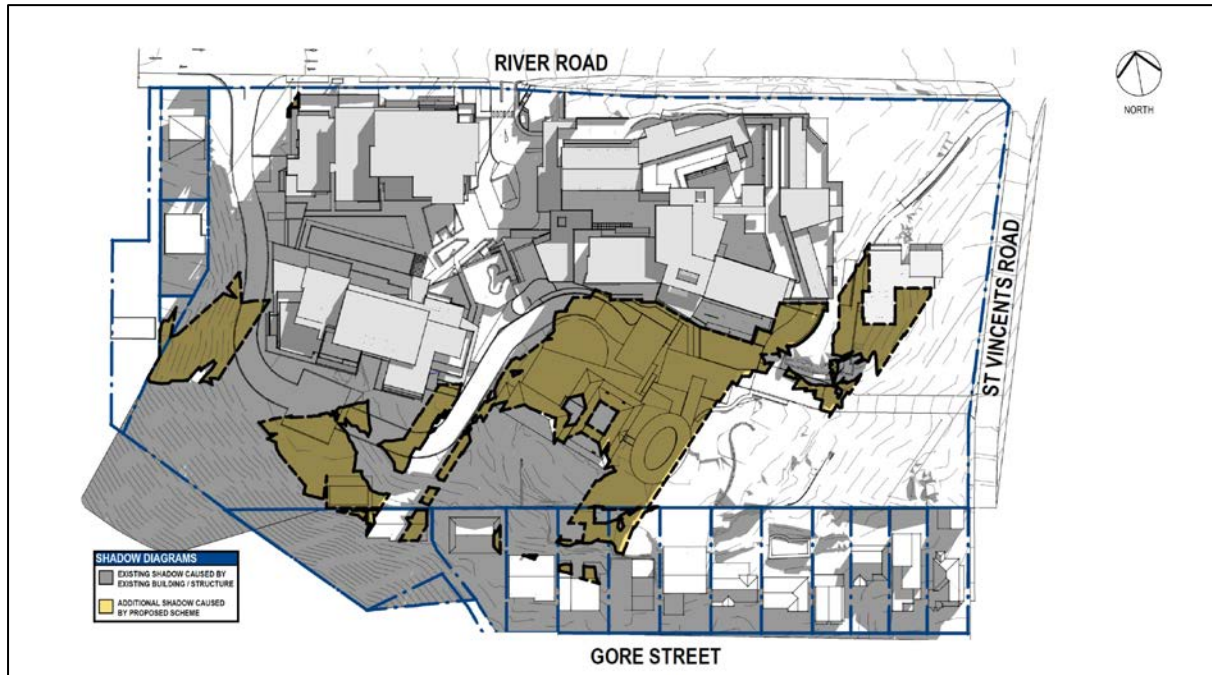 RIVER ROAD
NORTH
ST VINCENTS ROAD
SHADOW DIAGRAMS
EXISTING SHADOW CAUSED BY
EXISTING BUILDING / STRUCTURE
ADDITIONAL SHADOW CAUSED
BY PROPOSED SCHEME
GORE STREET